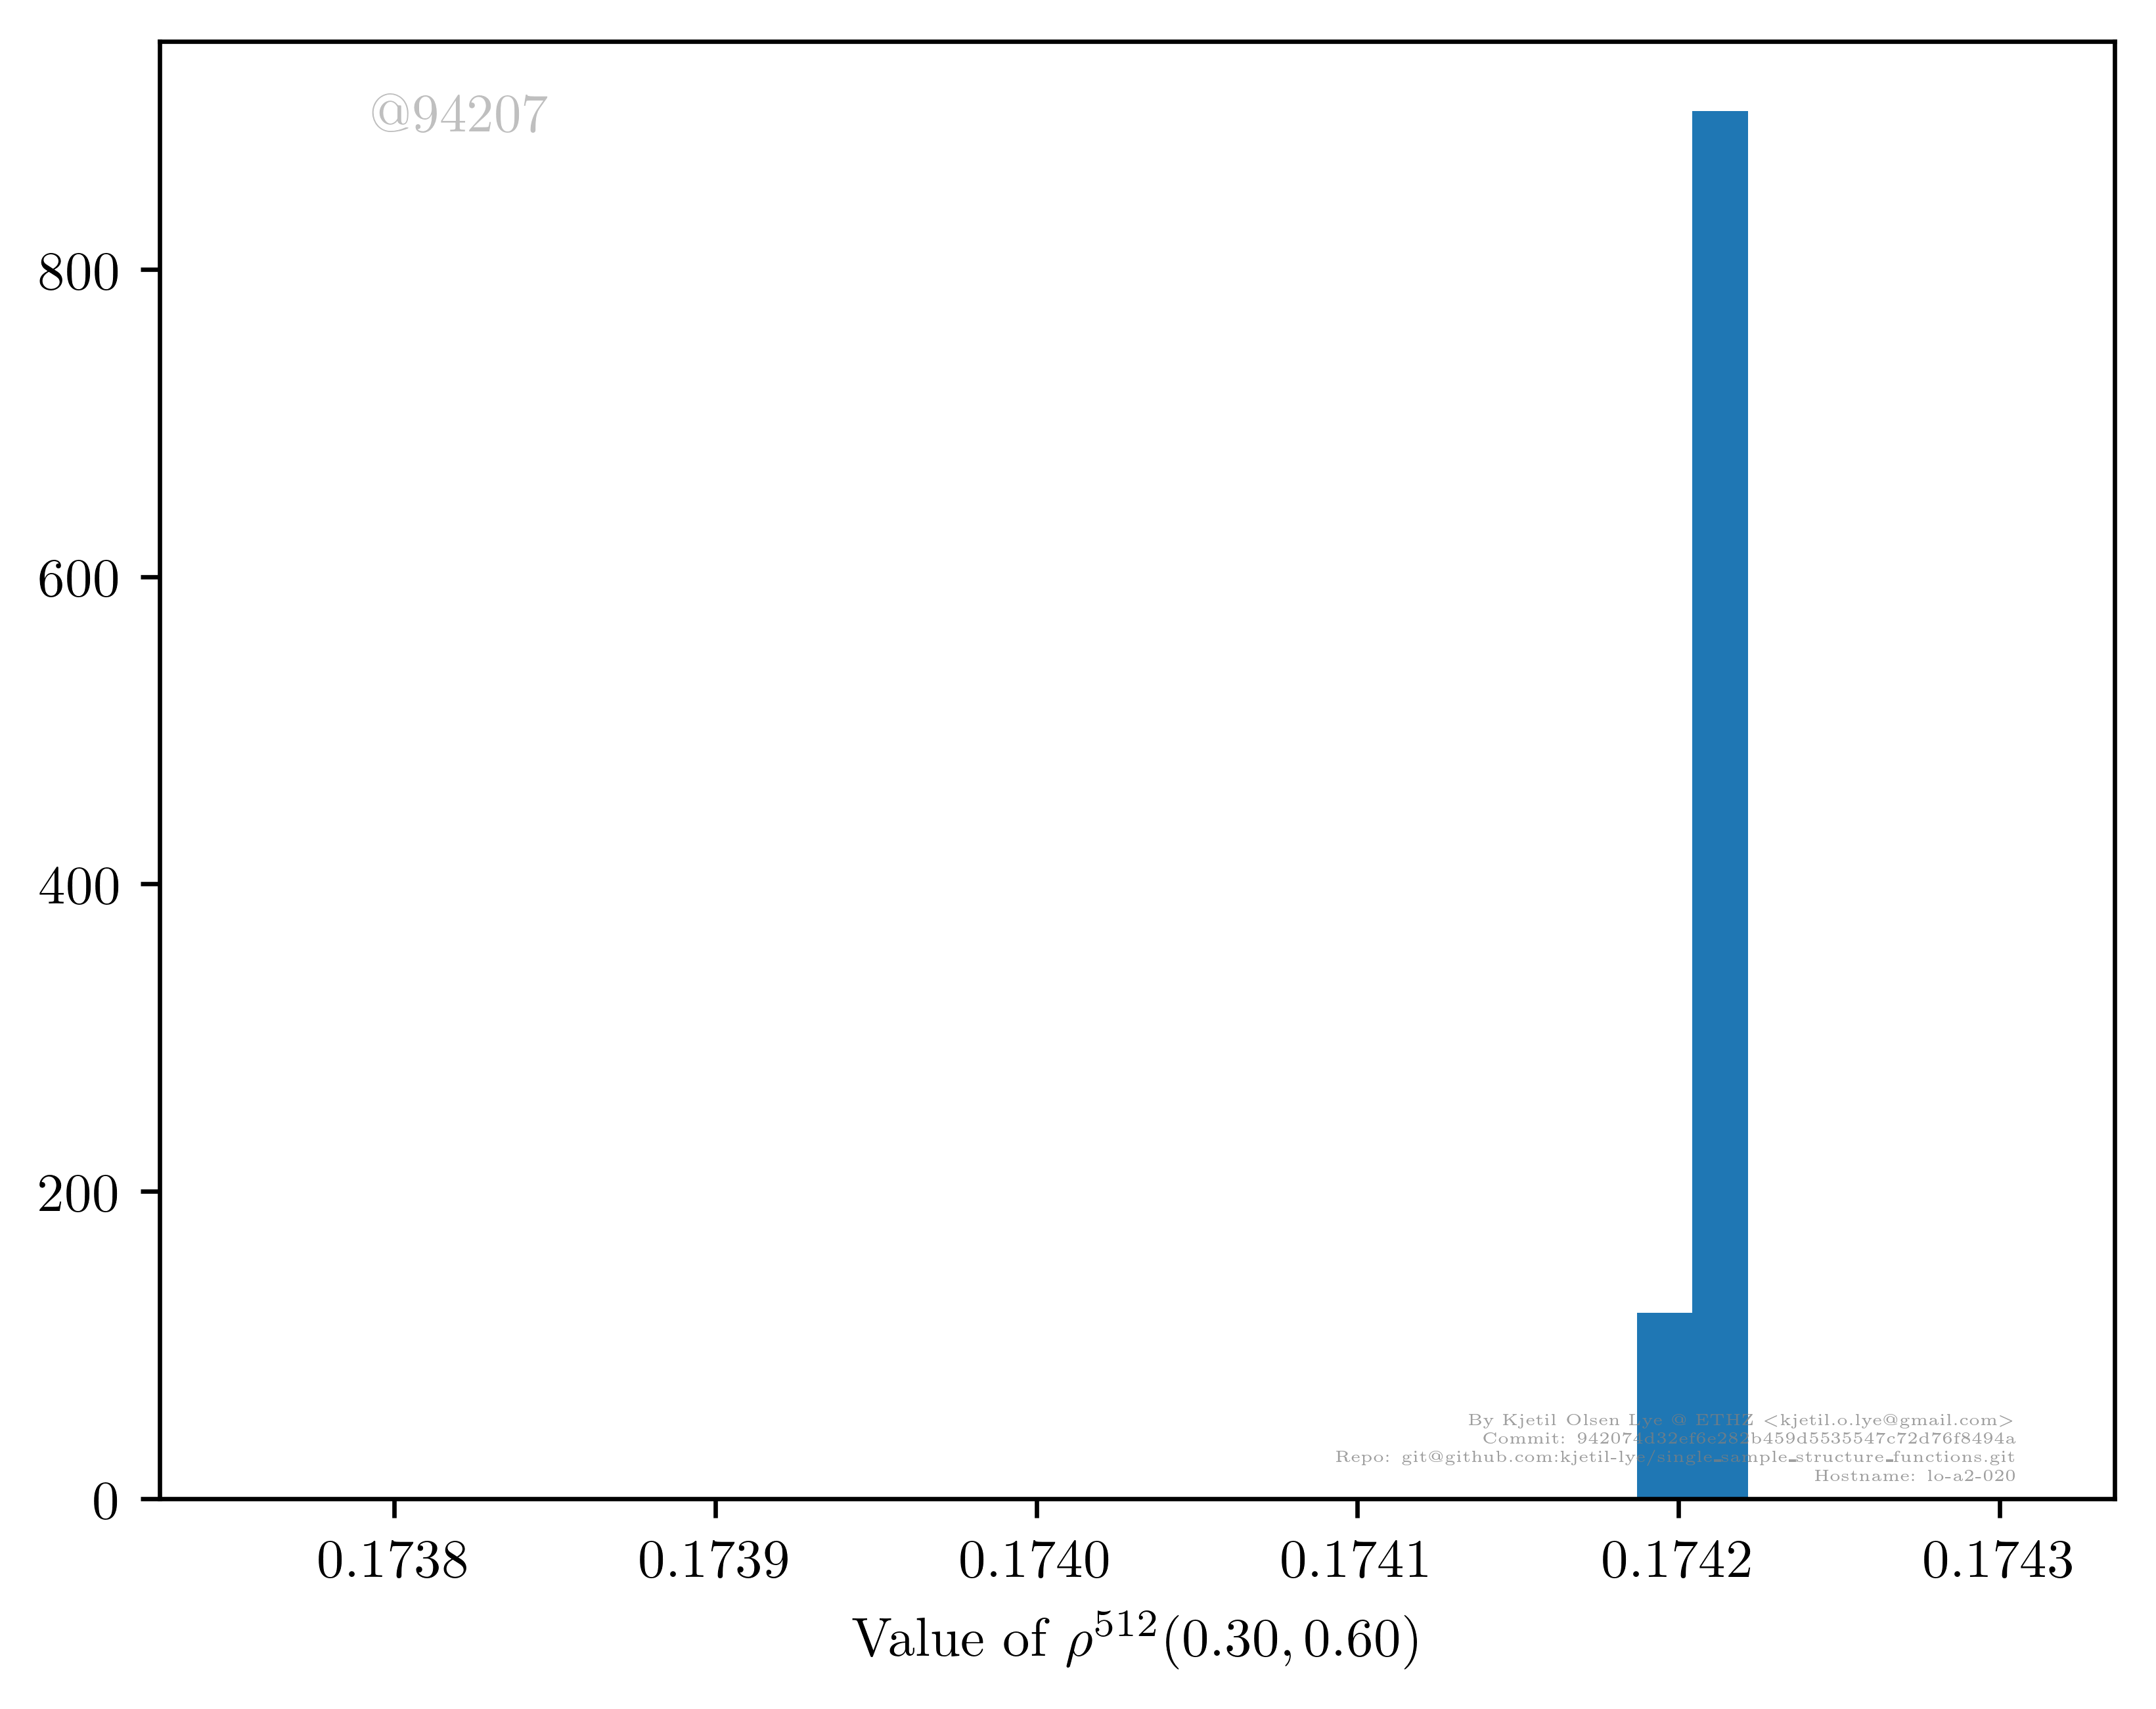 @94207
800
600
400
200
0
0.1738 0.1739 0.1740 0.1741 0.1742 0.1743
Value of ρ⁵¹²(0.30, 0.60)
By Kjetil Olsen Lye @ ETHZ <kjetil.o.lye@gmail.com>
Commit: 942074d32ef6e282b459d5535547c72d76f8494a
Repo: git@github.com:kjetil-lye/single_sample_structure_functions.git
Hostname: lo-a2-020